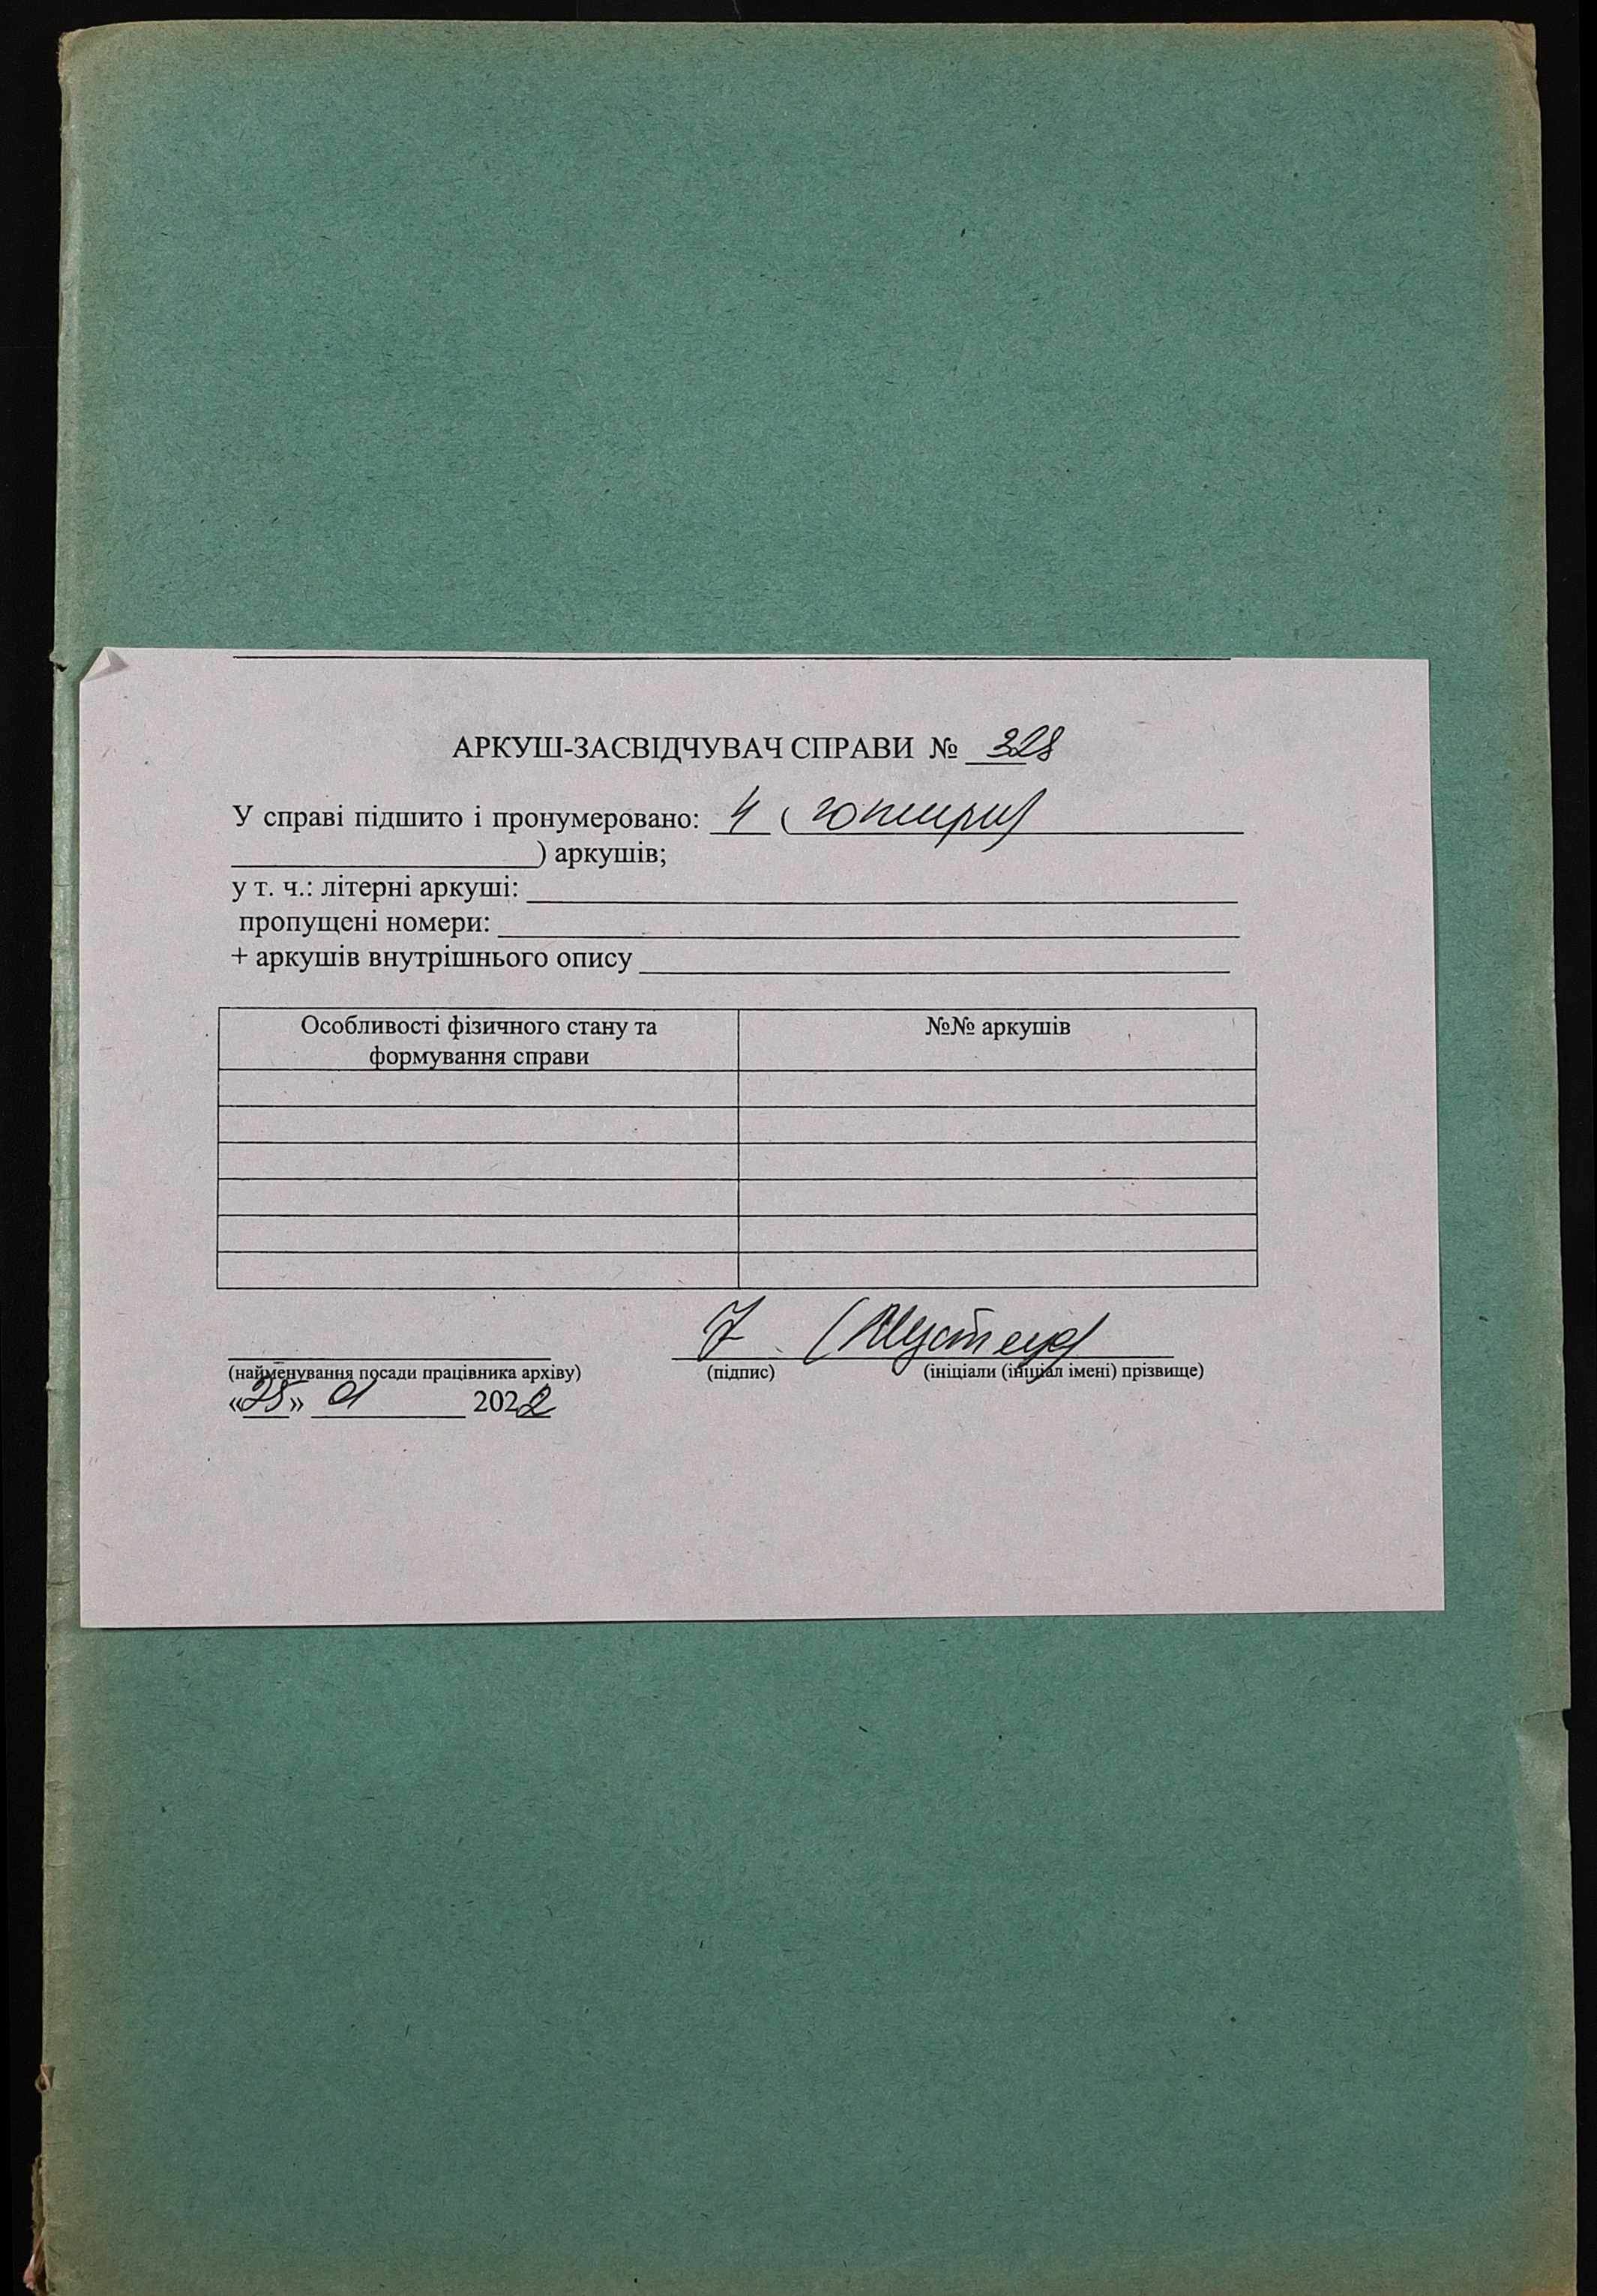 АРКУШ-ЗАСВІДЧУВАЧ СПРАВИ № 328
У справі підшито і пронумеровано: 4 (чотири)
) аркушів;
у т. ч.: літерні аркуші:
пропущені номери:
+ аркушів внутрішнього опису
Особливості фізичного стану та формування справи
№№ аркушів
(найменування посади працівника архіву) (підпис) (ініціали (ініціал імені) прізвище)
«25» 01 2022